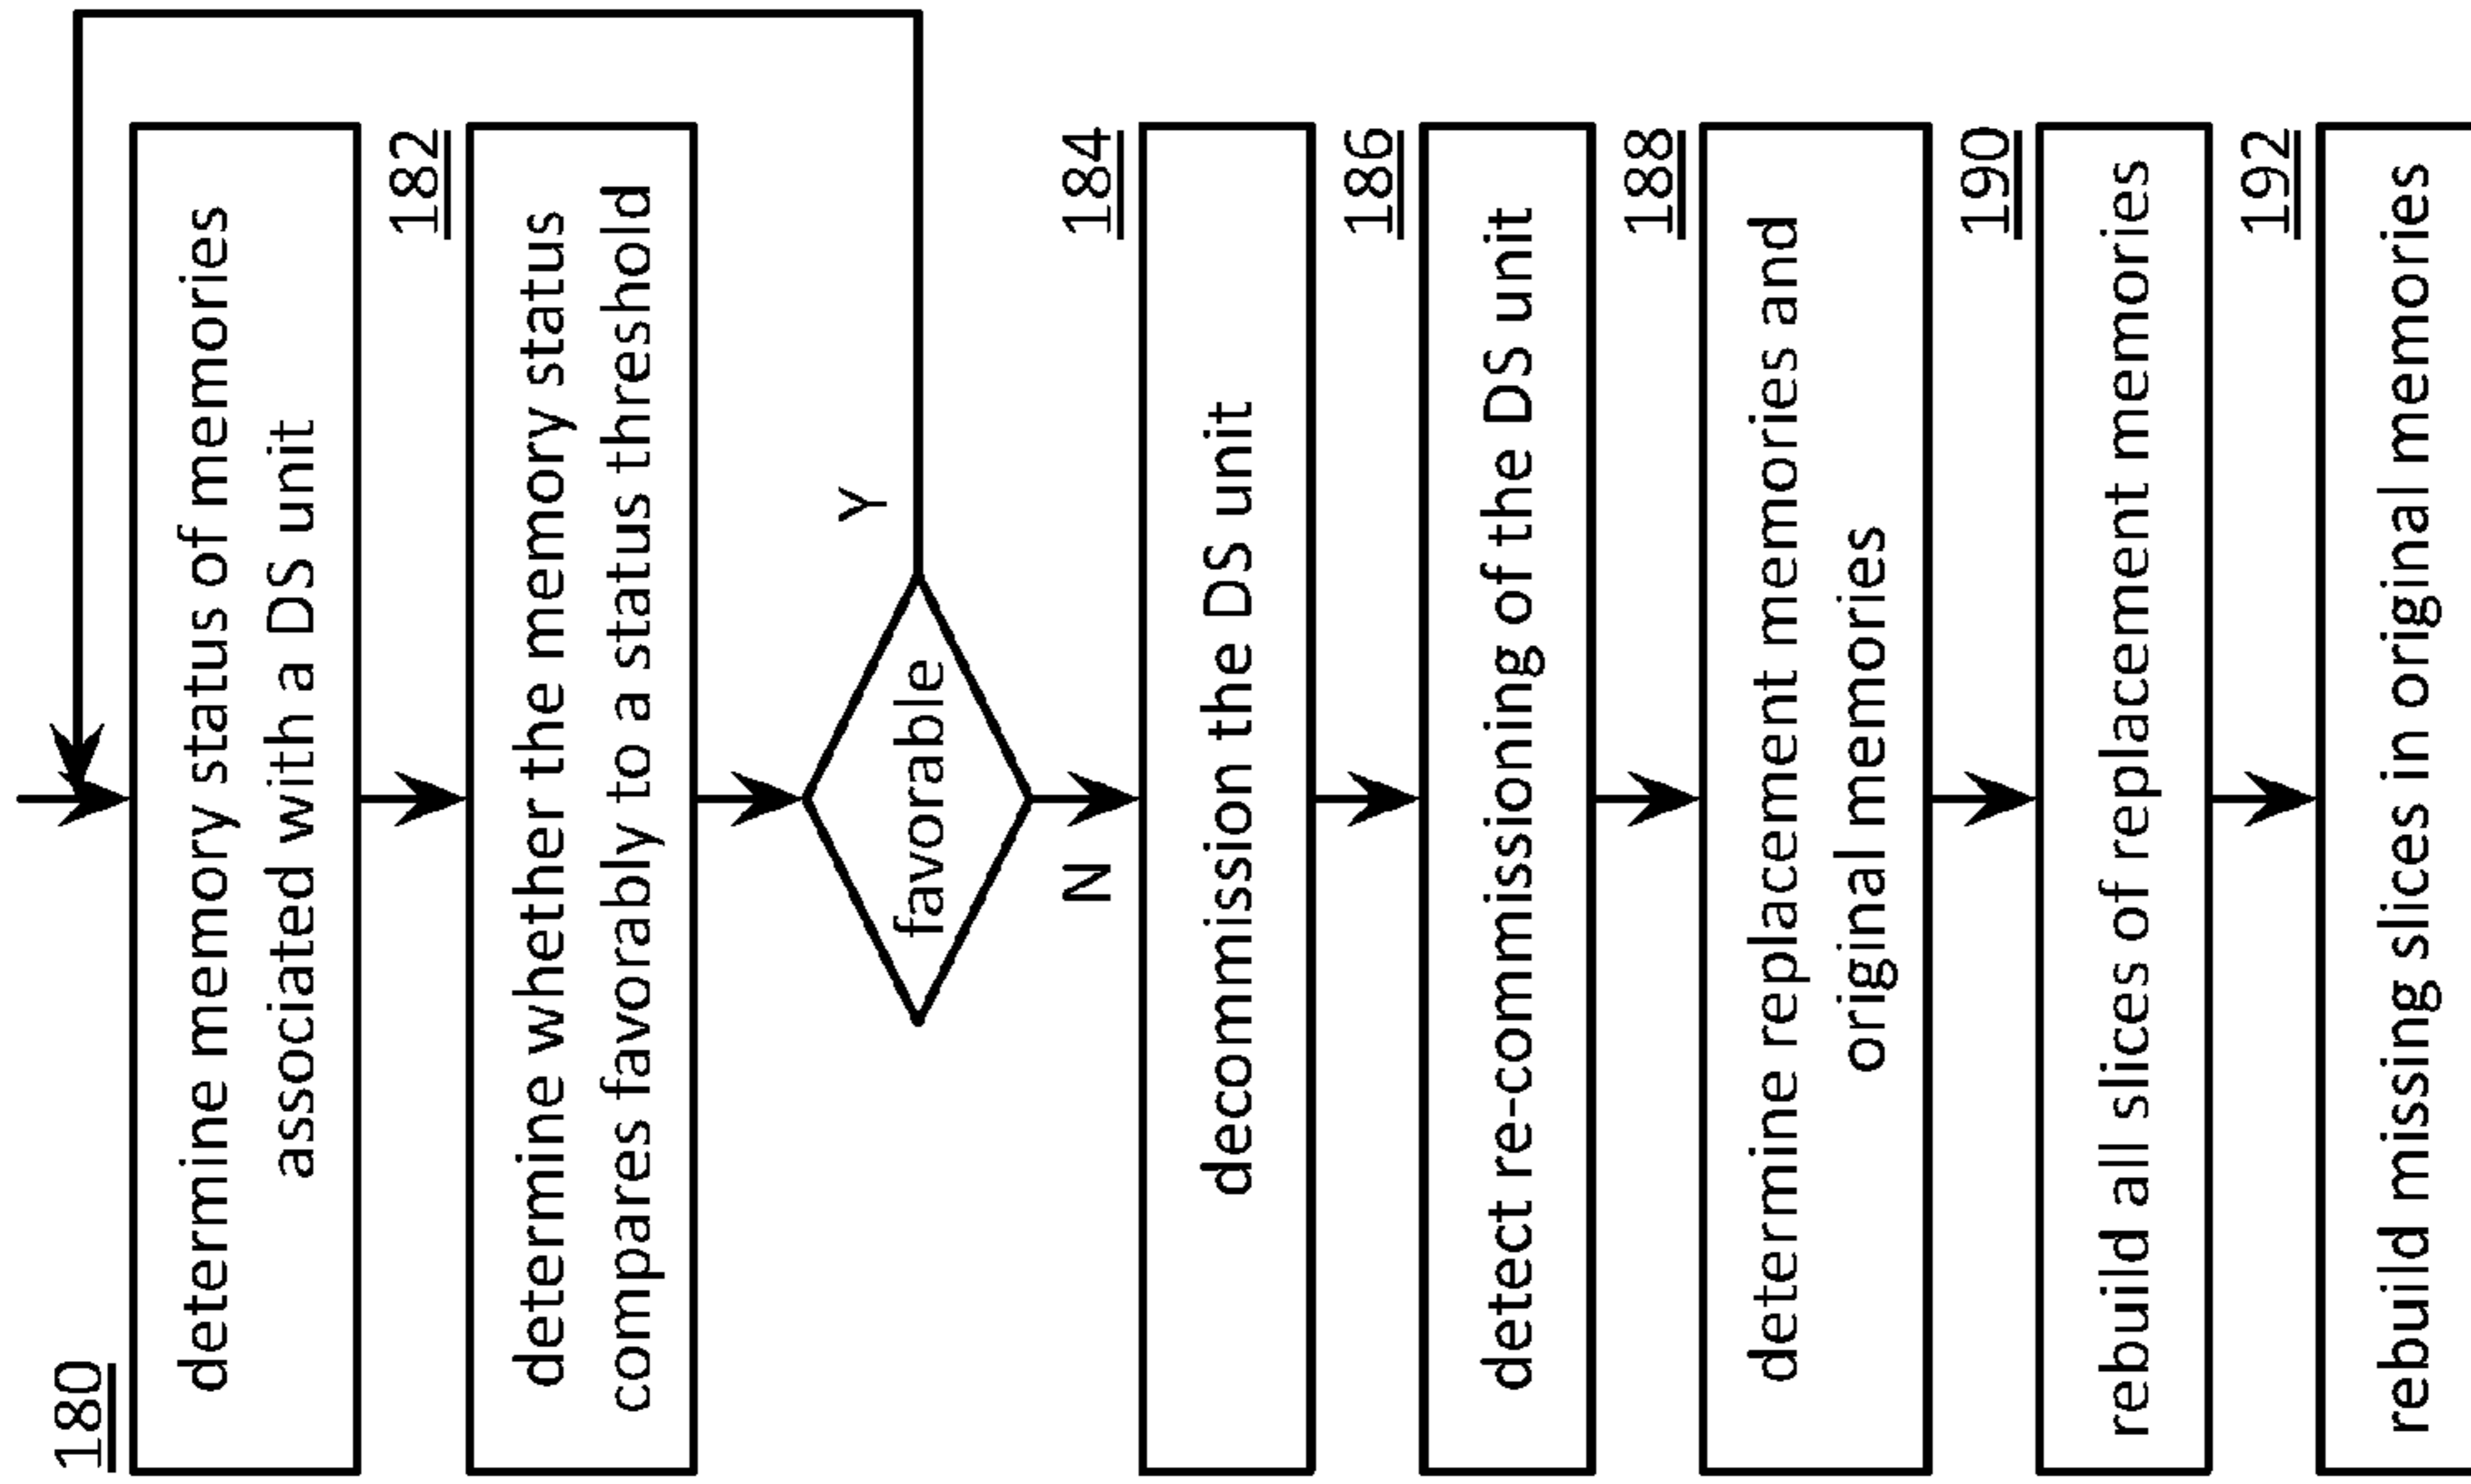 180
determine memory status of memories
associated with a DS unit
182
determine whether the memory status
compares favorably to a status threshold
favorable
Y
N
184
decommission the DS unit
186
detect re-commissioning of the DS unit
188
determine replacement memories and
original memories
190
rebuild all slices of replacement memories
192
rebuild missing slices in original memories